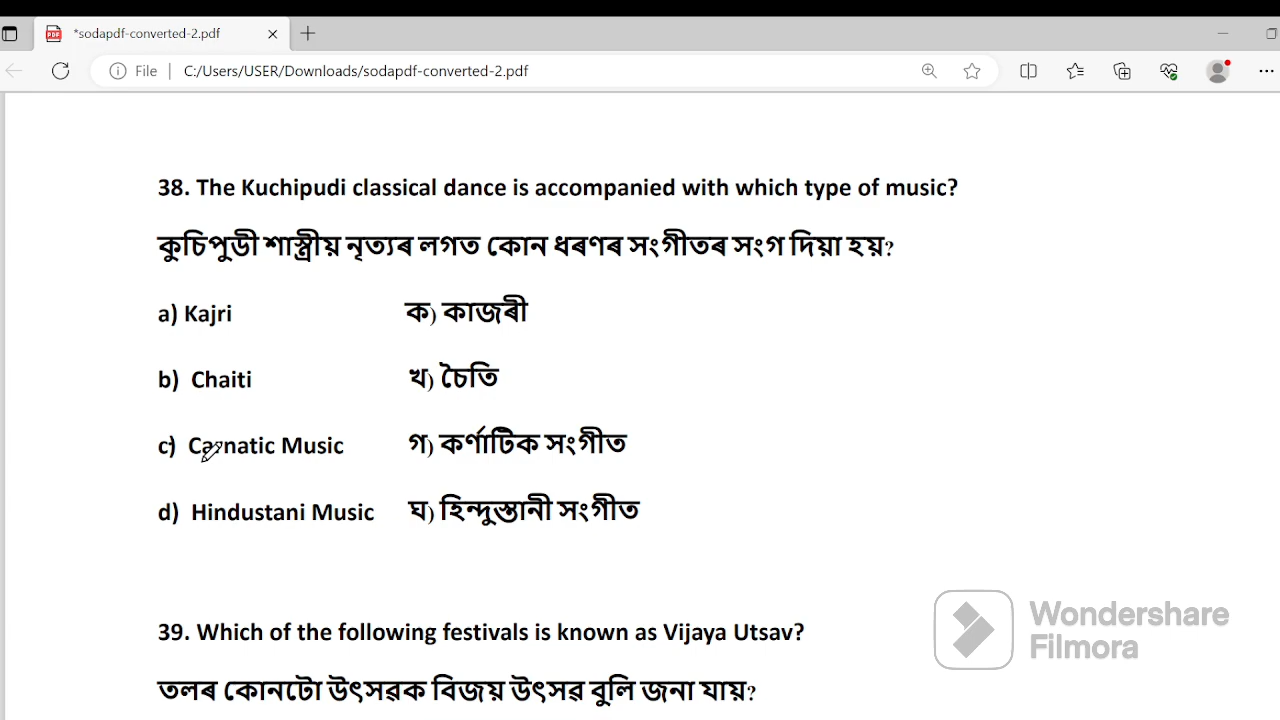 *sodapdf-converted-2.pdf
File
C:/Users/USER/Downloads/sodapdf-converted-2.pdf
38. The Kuchipudi classical dance is accompanied with which type of music?
কুচিপুডী শাস্ত্ৰীয় নৃত্যৰ লগত কোন ধৰণৰ সংগীতৰ সংগ দিয়া হয়?
a) Kajri ক) কাজৰী
b) Chaiti খ) চৈতি
c) Carnatic Music গ) কৰ্ণাটিক সংগীত
d) Hindustani Music ঘ) হিন্দুস্তানী সংগীত
39. Which of the following festivals is known as Vijaya Utsav?
তলৰ কোনটো উৎসৱক বিজয় উৎসৱ বুলি জনা যায়?
Wondershare
Filmora